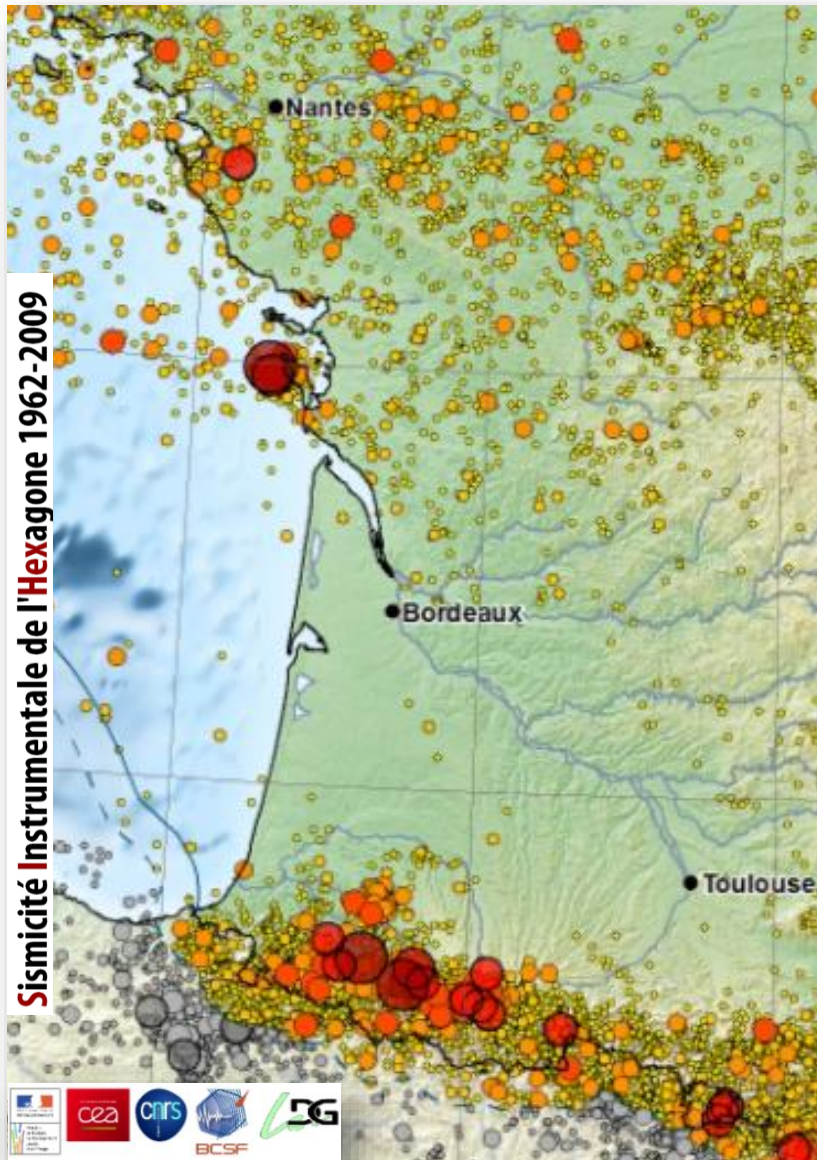 Nantes
Sismicité Instrumentale de l'Hexagone 1962-2009
Bordeaux
Toulouse
cea
cnrs
BCSF
LDG